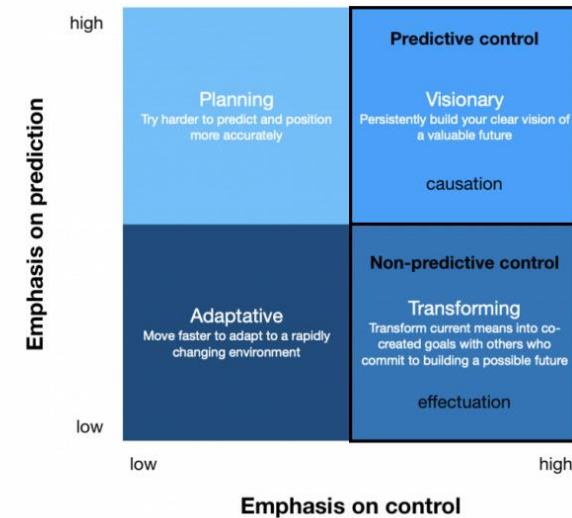 high
Emphasis on prediction
Planning
Try harder to predict and position
more accurately
Predictive control
Visionary
Persistently build your clear vision of
a valuable future
causation
Adaptative
Move faster to adapt to a rapidly
changing environment
Non-predictive control
Transforming
Transform current means into co-
created goals with others who
commit to building a possible future
effectuation
low
low
high
Emphasis on control